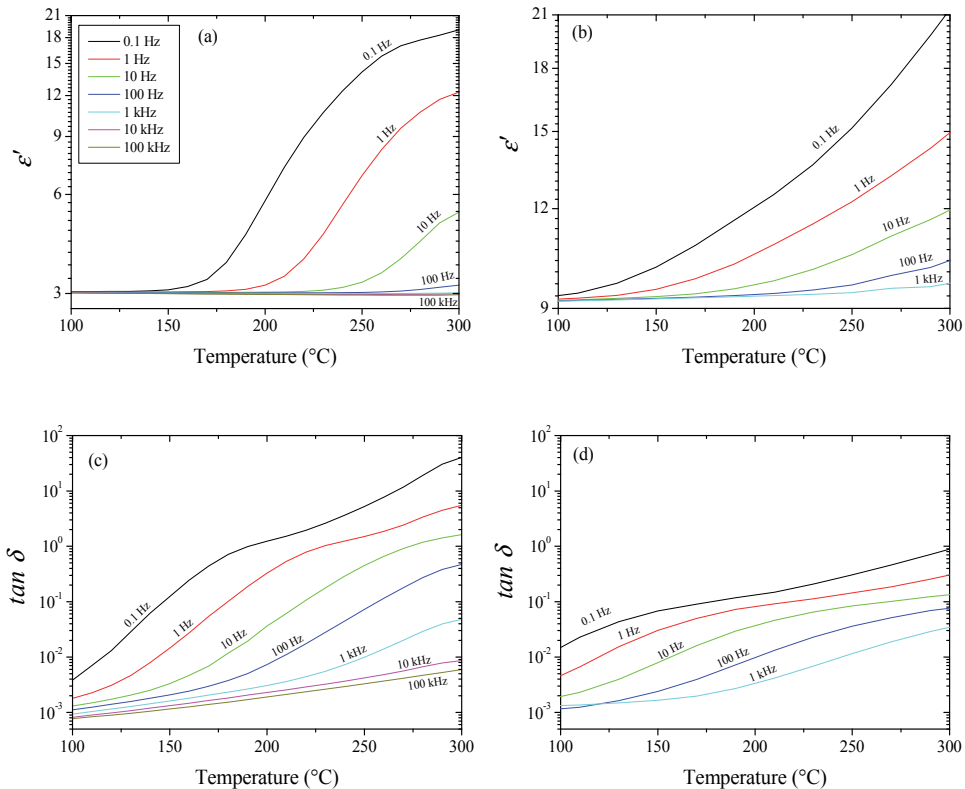 (a)
0.1 Hz
1 Hz
10 Hz
100 Hz
1 kHz
10 kHz
100 kHz
21
18
15
12
9
6
3
ε'
0.1 Hz
1 Hz
10 Hz
100 Hz
100 kHz
100 150 200 250 300
Temperature (°C)
(b)
21
18
15
12
9
ε'
0.1 Hz
1 Hz
10 Hz
100 Hz
1 kHz
100 150 200 250 300
Temperature (°C)
(c)
10²
10¹
10⁰
10⁻¹
10⁻²
10⁻³
tan δ
0.1 Hz
1 Hz
10 Hz
100 Hz
1 kHz
10 kHz
100 kHz
100 150 200 250 300
Temperature (°C)
(d)
10²
10¹
10⁰
10⁻¹
10⁻²
10⁻³
tan δ
0.1 Hz
1 Hz
10 Hz
100 Hz
1 kHz
100 150 200 250 300
Temperature (°C)